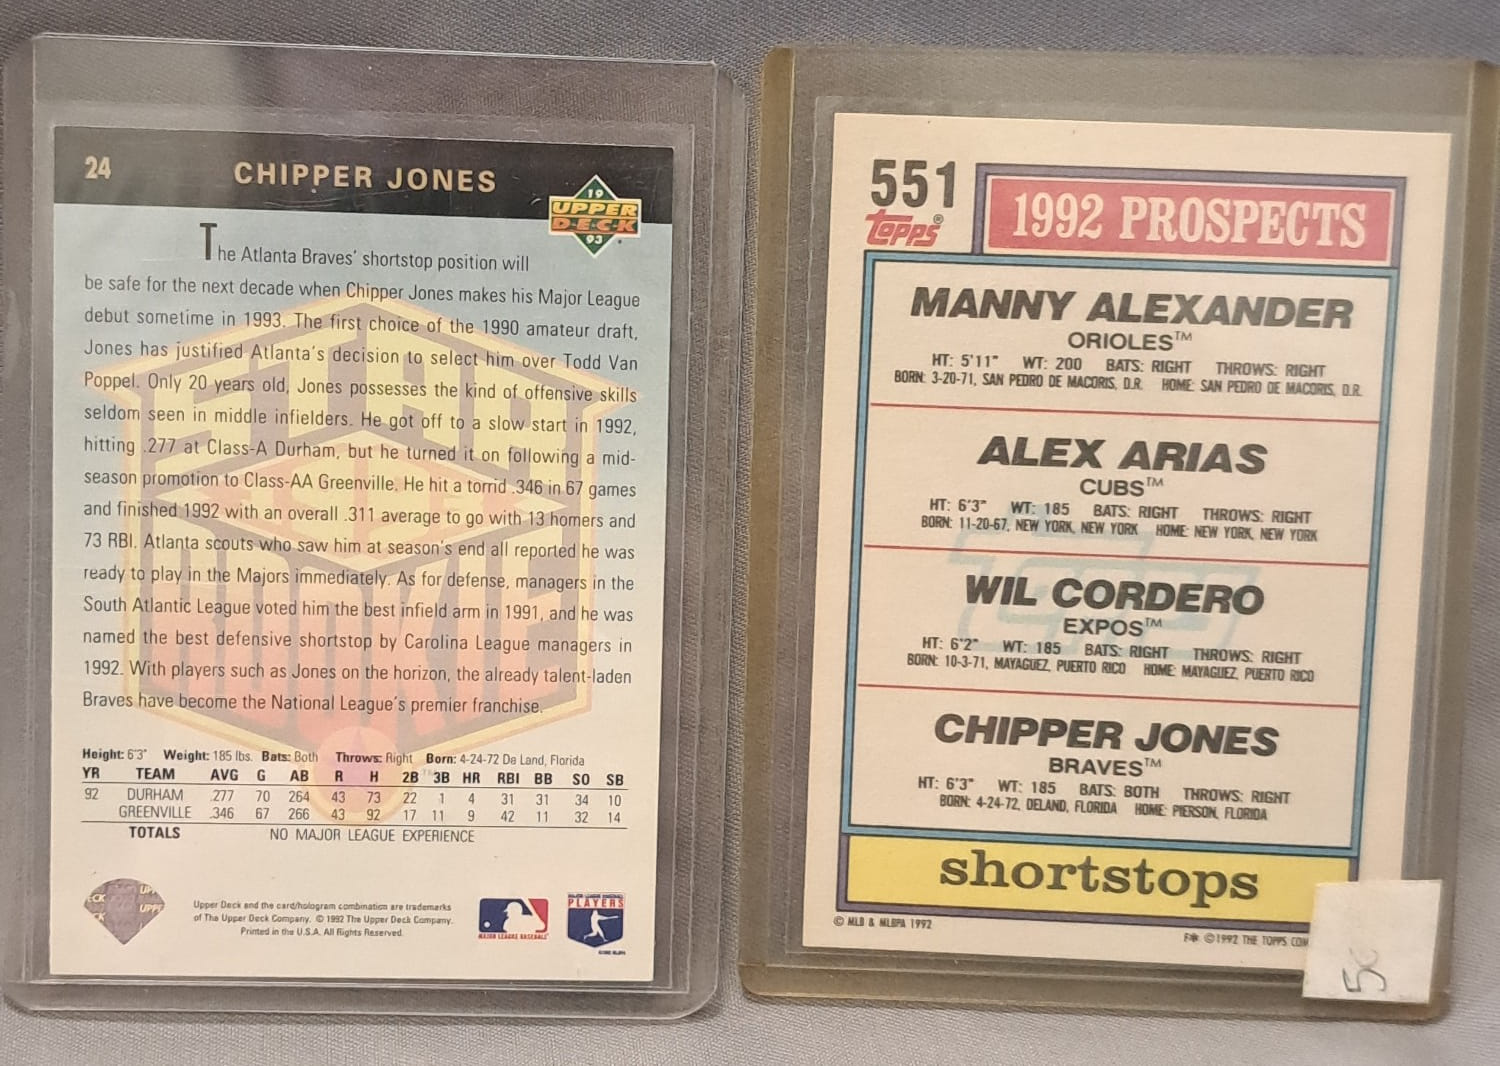 24
CHIPPER JONES
19
UPPER
D·E·C·K
93
The Atlanta Braves' shortstop position will
be safe for the next decade when Chipper Jones makes his Major League
debut sometime in 1993. The first choice of the 1990 amateur draft,
Jones has justified Atlanta's decision to select him over Todd Van
Poppel. Only 20 years old, Jones possesses the kind of offensive skills
seldom seen in middle infielders. He got off to a slow start in 1992,
hitting .277 at Class-A Durham, but he turned it on following a mid-
season promotion to Class-AA Greenville. He hit a torrid .346 in 67 games
and finished 1992 with an overall .311 average to go with 13 homers and
73 RBI. Atlanta scouts who saw him at season's end all reported he was
ready to play in the Majors immediately. As for defense, managers in the
South Atlantic League voted him the best infield arm in 1991, and he was
named the best defensive shortstop by Carolina League managers in
1992. With players such as Jones on the horizon, the already talent-laden
Braves have become the National League's premier franchise.
STAR
ROOKIE
Height: 6'3" Weight: 185 lbs. Bats: Both Throws: Right Born: 4-24-72 De Land, Florida
YR TEAM AVG G AB R H 2B 3B HR RBI BB SO SB
92 DURHAM .277 70 264 43 73 22 1 4 31 31 34 10
GREENVILLE .346 67 266 43 92 17 11 9 42 11 32 14
TOTALS NO MAJOR LEAGUE EXPERIENCE
Upper Deck and the card/hologram combination are trademarks
of The Upper Deck Company. © 1992 The Upper Deck Company.
Printed in the U.S.A. All Rights Reserved.
MAJOR LEAGUE BASEBALL
MAJOR LEAGUE BASEBALL
PLAYERS
551
TOPPS®
1992 PROSPECTS
MANNY ALEXANDER
ORIOLES™
HT: 5'11" WT: 200 BATS: RIGHT THROWS: RIGHT
BORN: 3-20-71, SAN PEDRO DE MACORIS, D.R. HOME: SAN PEDRO DE MACORIS, D.R.
ALEX ARIAS
CUBS™
HT: 6'3" WT: 185 BATS: RIGHT THROWS: RIGHT
BORN: 11-20-67, NEW YORK, NEW YORK HOME: NEW YORK, NEW YORK
WIL CORDERO
EXPOS™
HT: 6'2" WT: 185 BATS: RIGHT THROWS: RIGHT
BORN: 10-3-71, MAYAGUEZ, PUERTO RICO HOME: MAYAGUEZ, PUERTO RICO
CHIPPER JONES
BRAVES™
HT: 6'3" WT: 185 BATS: BOTH THROWS: RIGHT
BORN: 4-24-72, DELAND, FLORIDA HOME: PIERSON, FLORIDA
shortstops
© MLB & MLBPA 1992
F✱ ©1992 THE TOPPS COM
5¢